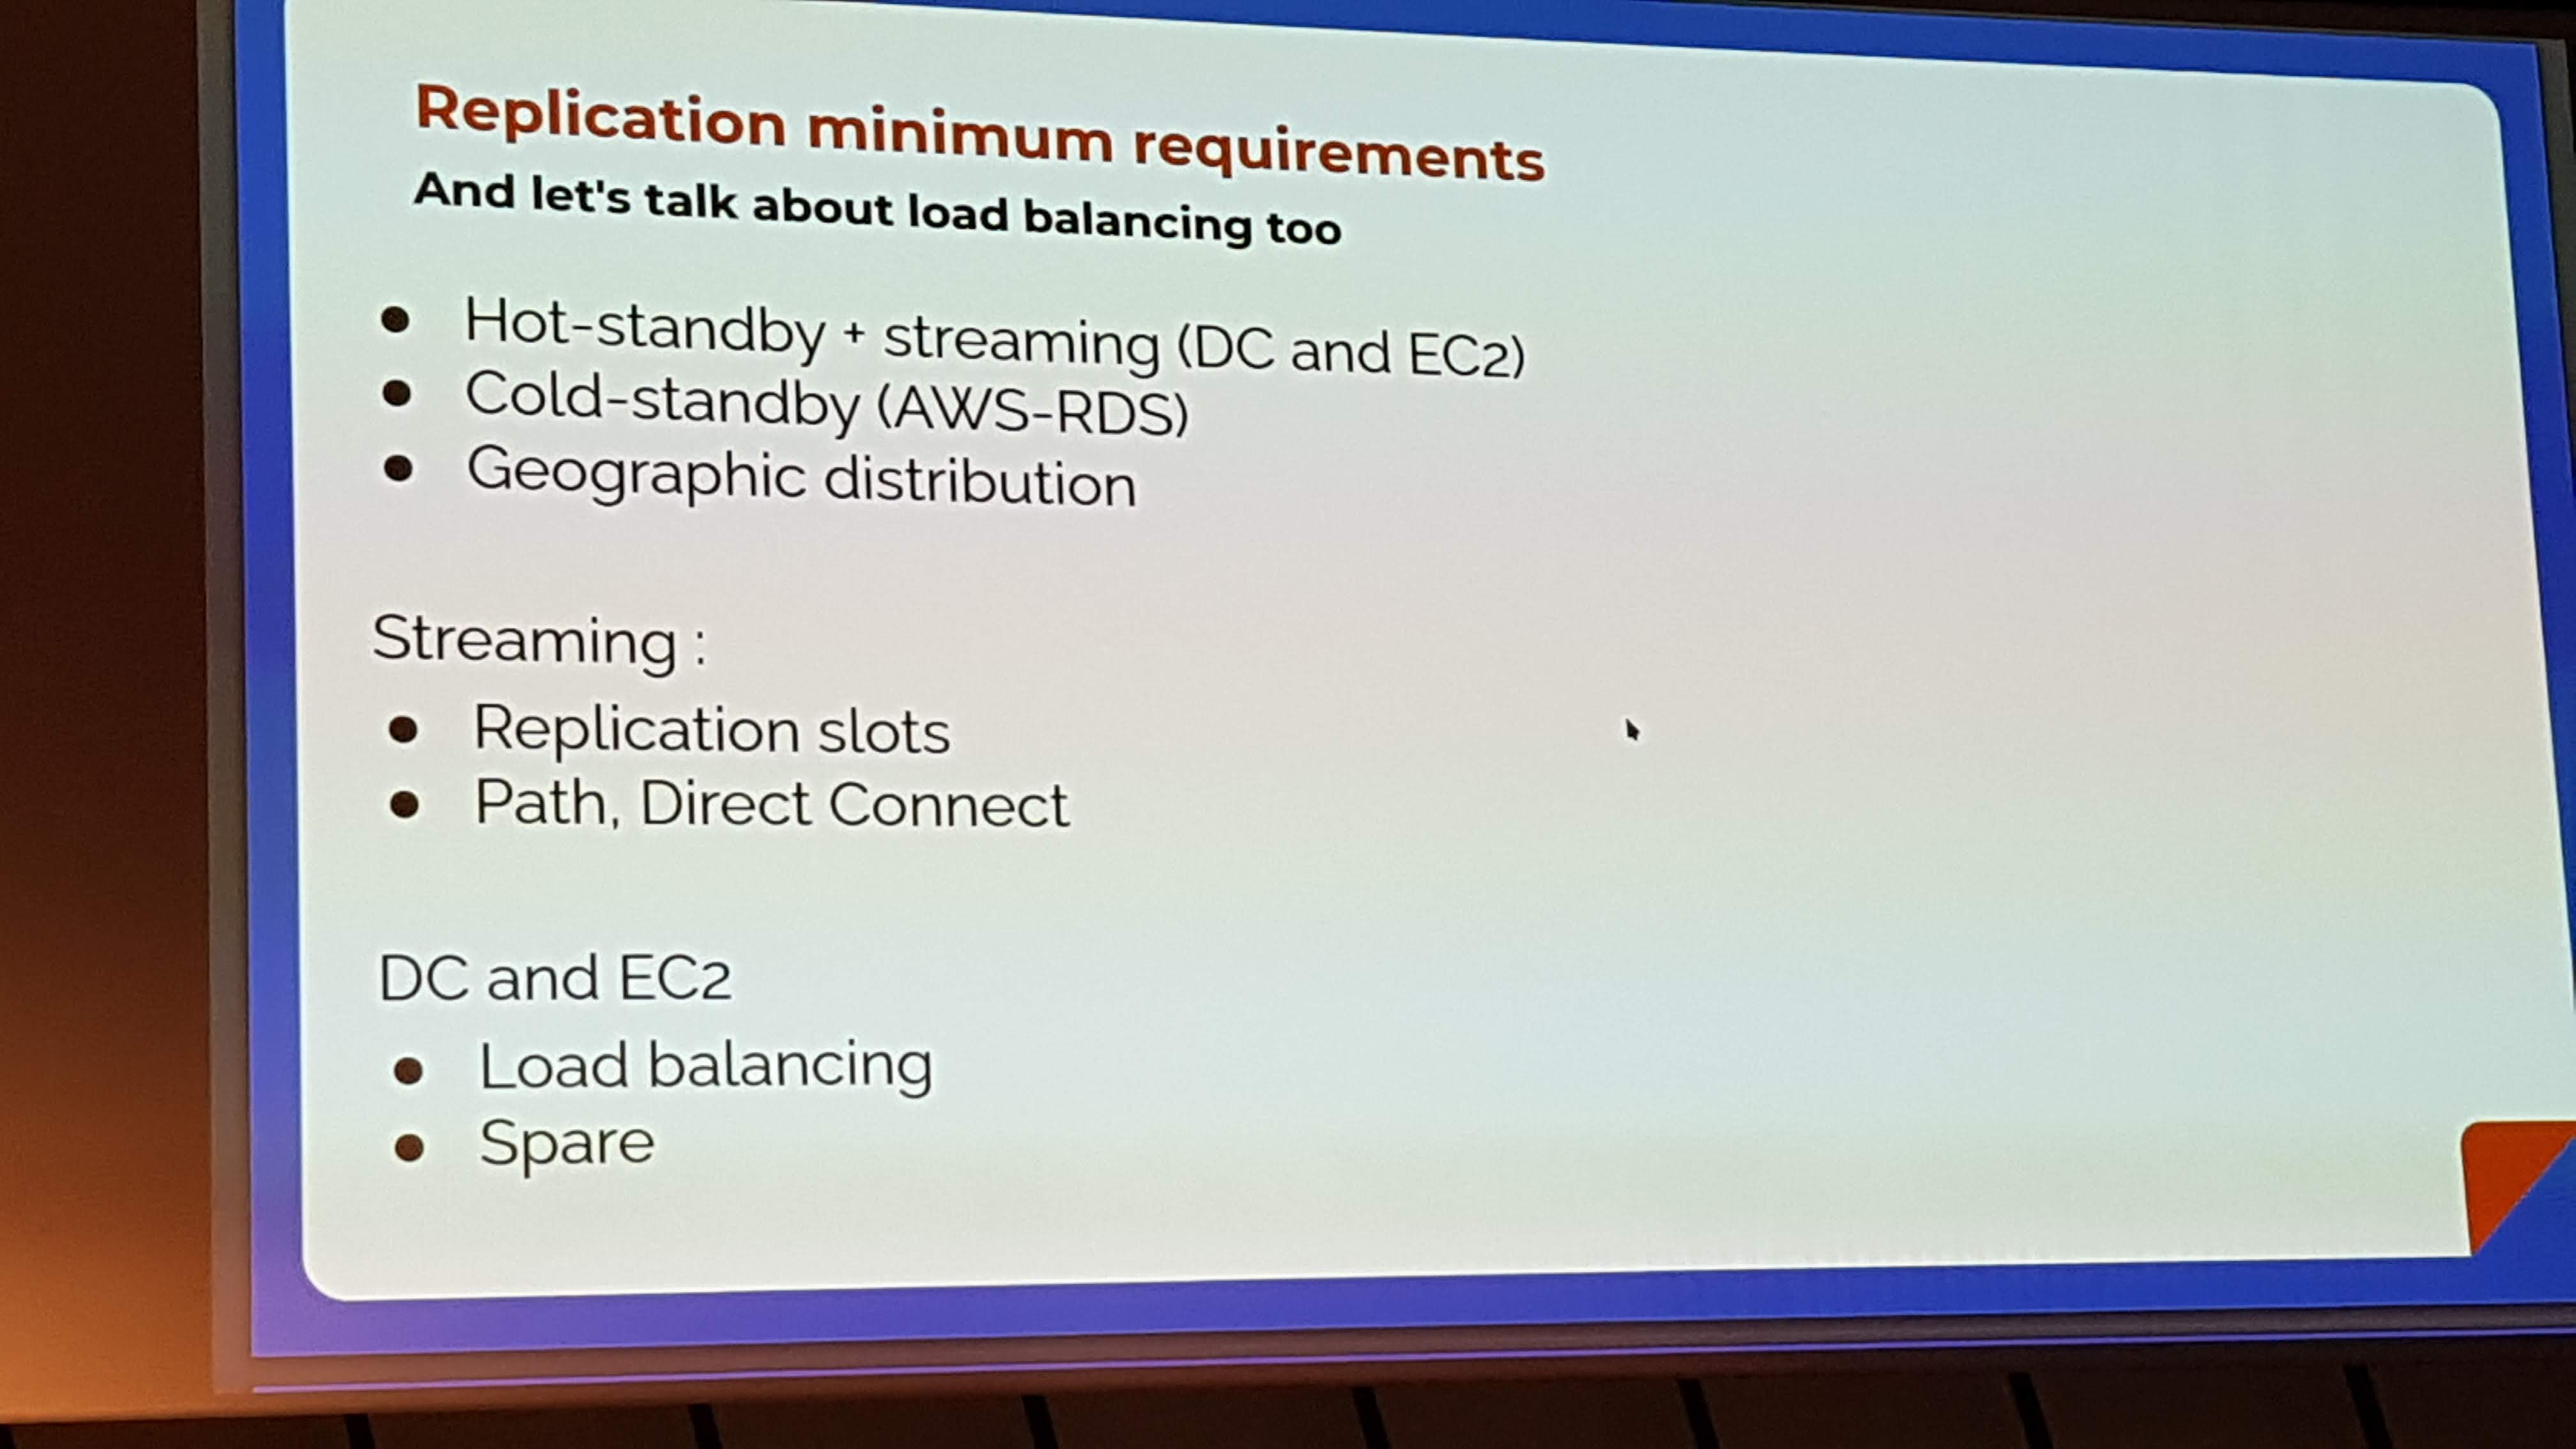 Replication minimum requirements
And let's talk about load balancing too
● Hot-standby + streaming (DC and EC2)
● Cold-standby (AWS-RDS)
● Geographic distribution
Streaming :
● Replication slots
● Path, Direct Connect
DC and EC2
● Load balancing
● Spare